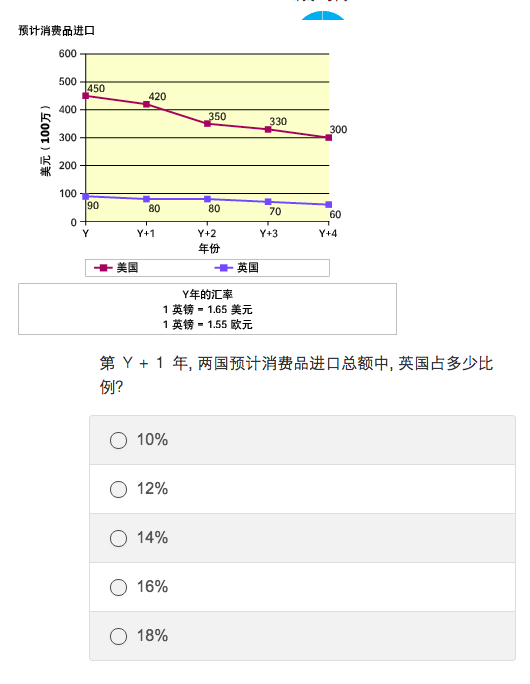 预计消费品进口
600
500
400
300
200
100
0
美元（100万）
450
420
350
330
300
90
80
80
70
60
Y
Y+1
Y+2
Y+3
Y+4
年份
美国
英国
Y年的汇率
1 英镑 = 1.65 美元
1 英镑 = 1.55 欧元
第 Y + 1 年, 两国预计消费品进口总额中, 英国占多少比
例?
10%
12%
14%
16%
18%